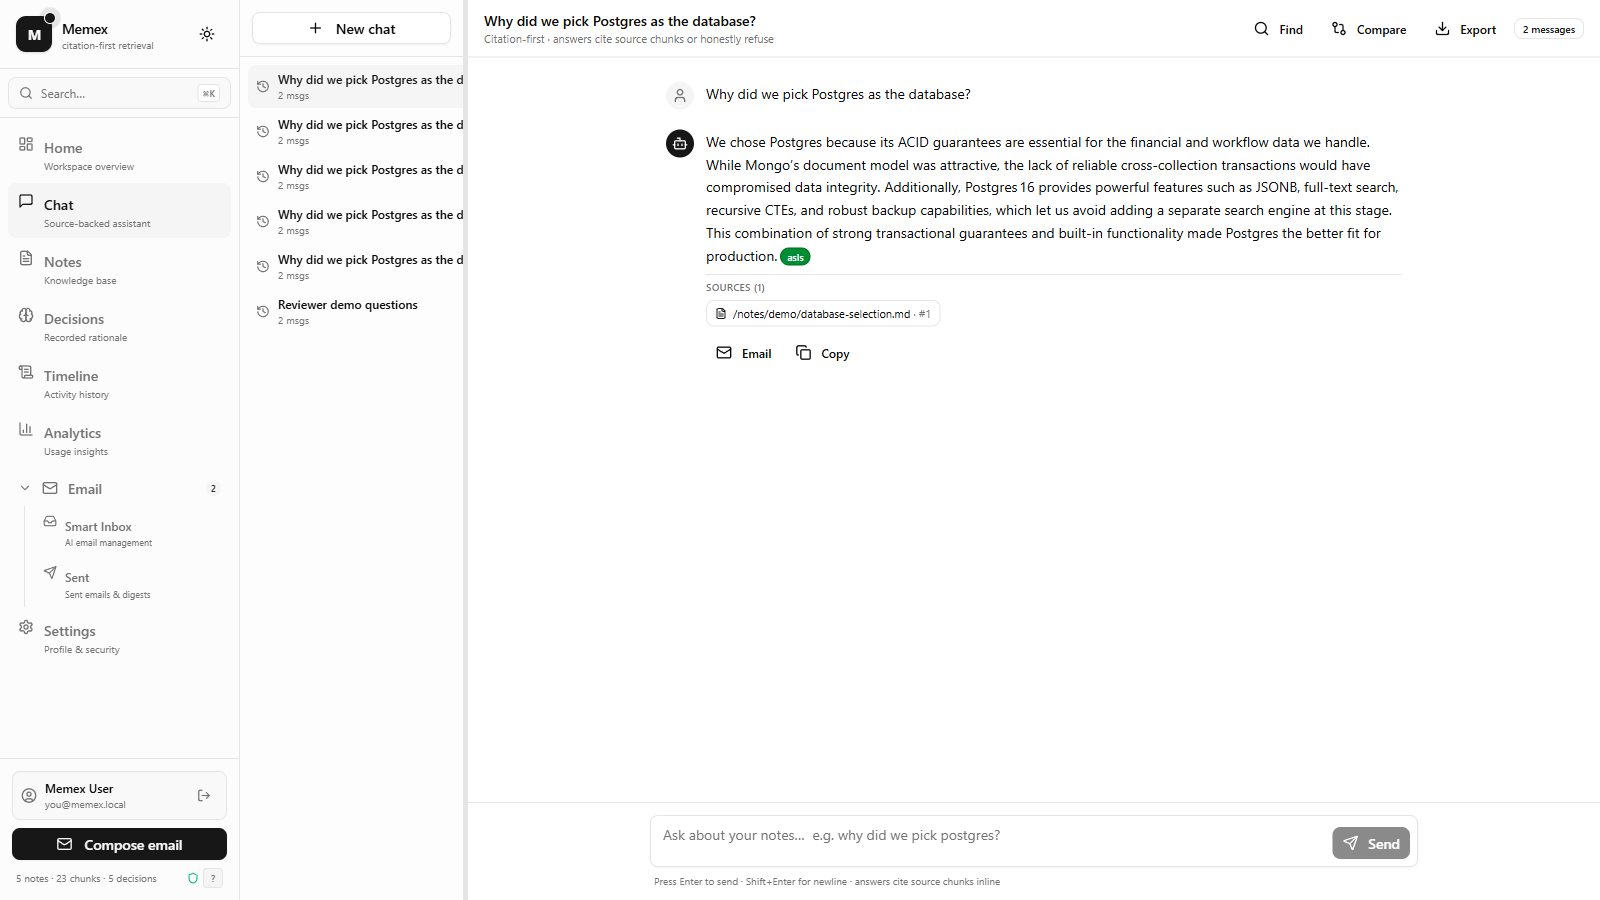 M
Memex
citation-first retrieval
Search...
⌘K
Home
Workspace overview
Chat
Source-backed assistant
Notes
Knowledge base
Decisions
Recorded rationale
Timeline
Activity history
Analytics
Usage insights
Email
2
Smart Inbox
AI email management
Sent
Sent emails & digests
Settings
Profile & security
Memex User
you@memex.local
Compose email
5 notes · 23 chunks · 5 decisions
?
New chat
Why did we pick Postgres as the d
2 msgs
Why did we pick Postgres as the d
2 msgs
Why did we pick Postgres as the d
2 msgs
Why did we pick Postgres as the d
2 msgs
Why did we pick Postgres as the d
2 msgs
Reviewer demo questions
2 msgs
Why did we pick Postgres as the database?
Citation-first · answers cite source chunks or honestly refuse
Find
Compare
Export
2 messages
Why did we pick Postgres as the database?
We chose Postgres because its ACID guarantees are essential for the financial and workflow data we handle.
While Mongo's document model was attractive, the lack of reliable cross-collection transactions would have
compromised data integrity. Additionally, Postgres 16 provides powerful features such as JSONB, full-text search,
recursive CTEs, and robust backup capabilities, which let us avoid adding a separate search engine at this stage.
This combination of strong transactional guarantees and built-in functionality made Postgres the better fit for
production. asls
SOURCES (1)
/notes/demo/database-selection.md · #1
Email
Copy
Ask about your notes... e.g. why did we pick postgres?
Send
Press Enter to send · Shift+Enter for newline · answers cite source chunks inline